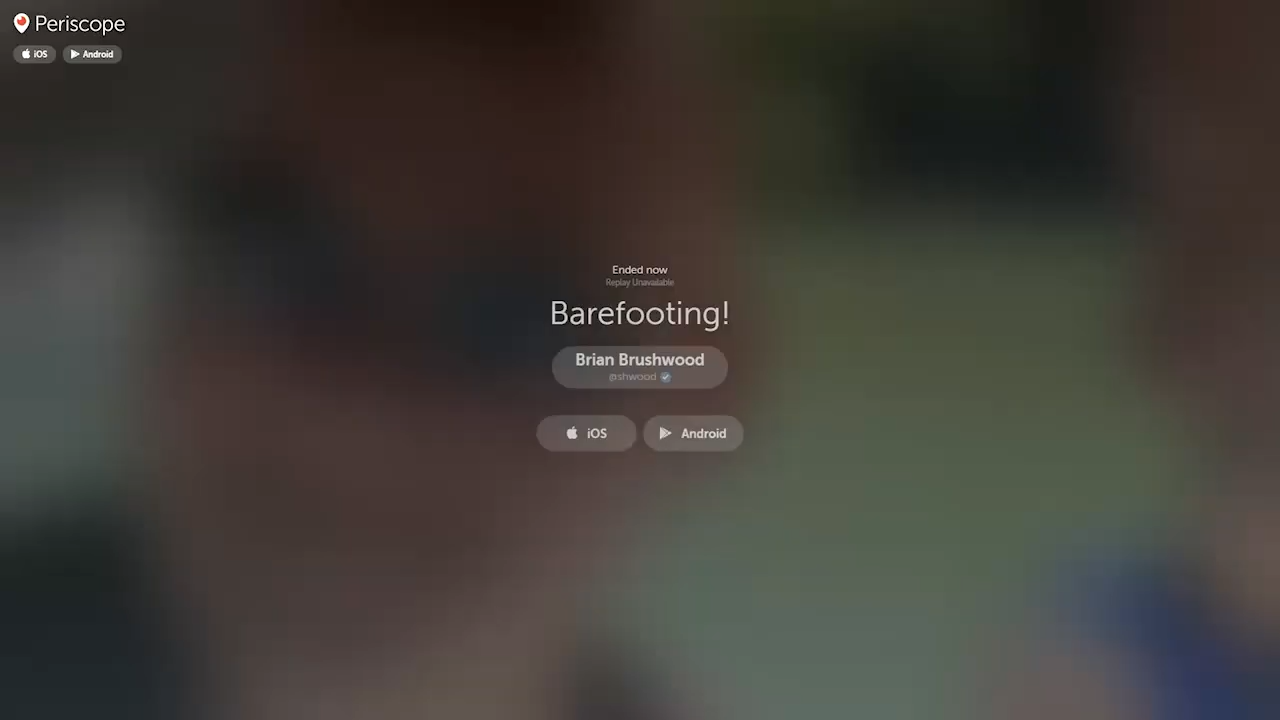 Periscope
iOS
Android
Ended now
Replay Unavailable
Barefooting!
Brian Brushwood
@shwood
iOS
Android